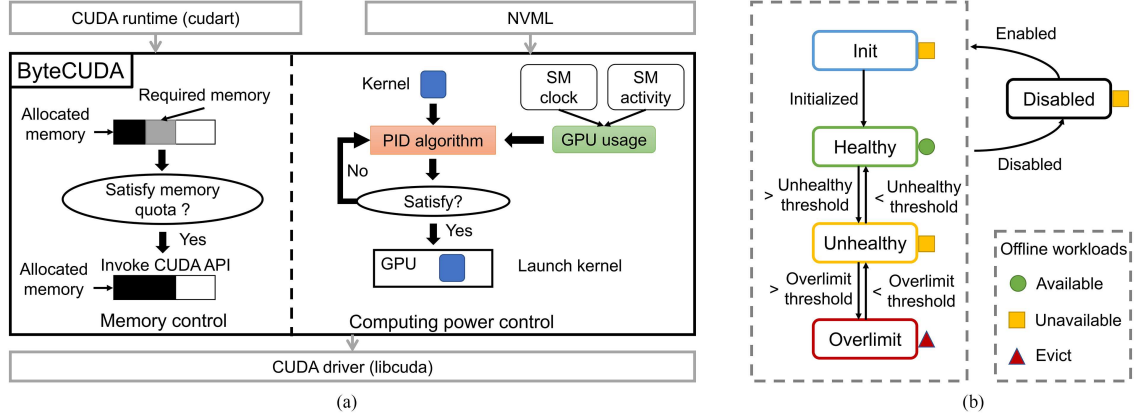 CUDA runtime (cudart)
NVML
ByteCUDA
Required memory
Allocated
memory
Satisfy memory
quota ?
Yes
Invoke CUDA API
Allocated
memory
Memory control
Kernel
SM
clock
SM
activity
PID algorithm
GPU usage
No
Satisfy?
Yes
GPU
Launch kernel
Computing power control
CUDA driver (libcuda)
(a)
Init
Enabled
Initialized
Disabled
Healthy
Disabled
> Unhealthy
threshold
< Unhealthy
threshold
Unhealthy
> Overlimit
threshold
< Overlimit
threshold
Overlimit
Offline workloads
Available
Unavailable
Evict
(b)